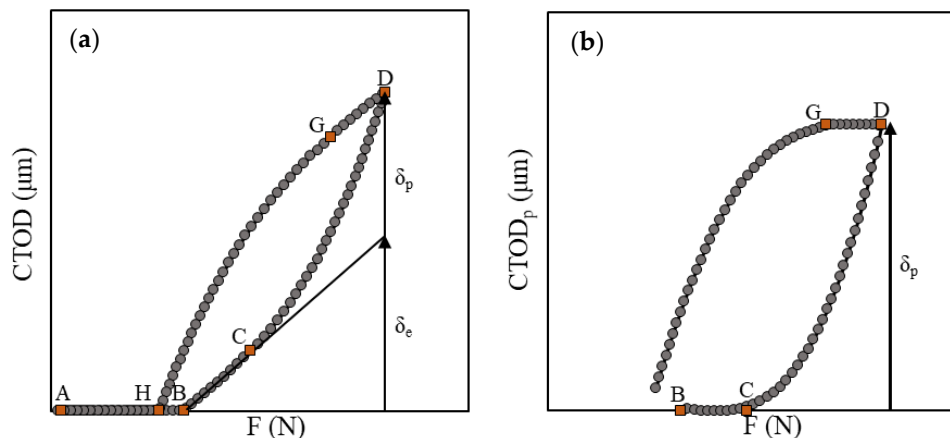 (a)
D
G
δp
CTOD (μm)
C
δe
A
H
B
F (N)
(b)
G
D
CTODp (μm)
δp
B
C
F (N)